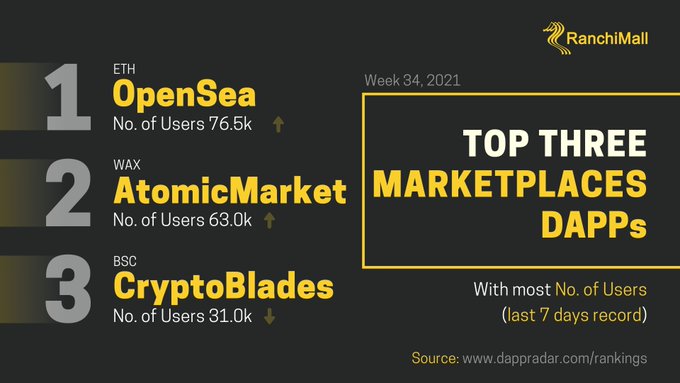 RanchiMall
Week 34, 2021
TOP THREE
MARKETPLACES
DAPPs
1
ETH
OpenSea
No. of Users 76.5k
2
WAX
AtomicMarket
No. of Users 63.0k
3
BSC
CryptoBlades
No. of Users 31.0k
With most No. of Users
(last 7 days record)
Source: www.dappradar.com/rankings